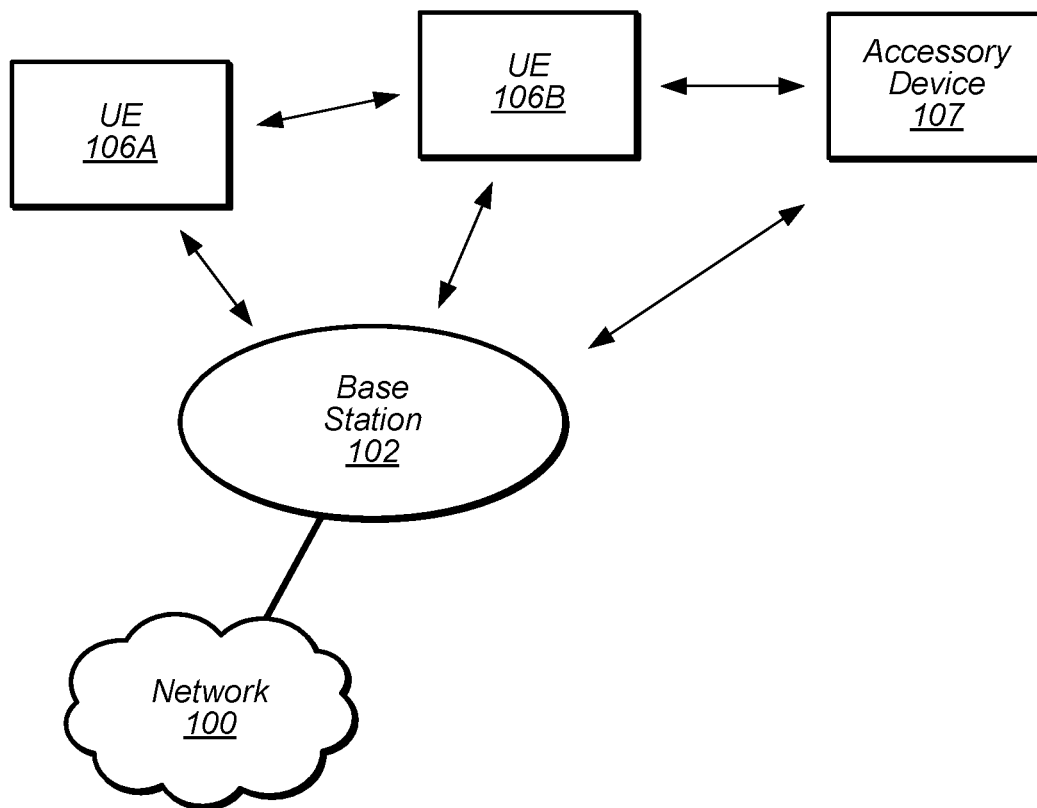 UE
106A
UE
106B
Accessory
Device
107
Base
Station
102
Network
100